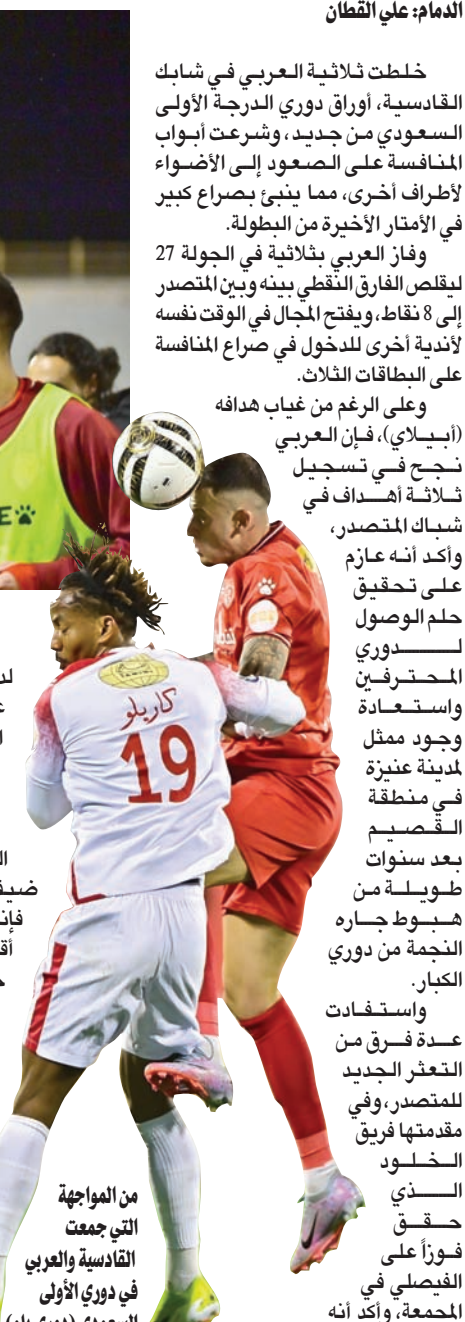 الدمام: علي القطان
خلطت ثلاثية العربي في شباك
القادسية، أوراق دوري الدرجة الأولى
السعودي من جديد، وشرعت أبواب
المنافسة على الصعود إلى الأضواء
لأطراف أخرى، مما ينبئ بصراع كبير
في الأمتار الأخيرة من البطولة.
وفاز العربي بثلاثية في الجولة 27
ليقلص الفارق النقطي بينه وبين المتصدر
إلى 8 نقاط، ويفتح المجال في الوقت نفسه
لأندية أخرى للدخول في صراع المنافسة
على البطاقات الثلاث.
وعلى الرغم من غياب هدافه
(أبيلاي)، فإن العربي
نجح في تسجيل
ثلاثة أهداف في
شباك المتصدر،
وأكد أنه عازم
على تحقيق
حلم الوصول
لدوري
المحترفين
واستعادة
وجود ممثل
لمدينة عنيزة
في منطقة
القصيم
بعد سنوات
طويلة من
هبوط جاره
النجمة من دوري
الكبار.
واستفادت
عدة فرق من
التعثر الجديد
للمتصدر، وفي
مقدمتها فريق
الخلود
الذي
حقق
فوزاً على
الفيصلي في
المجمعة، وأكد أنه
كاريلو
19
من المواجهة
التي جمعت
القادسية والعربي
في دوري الأولى